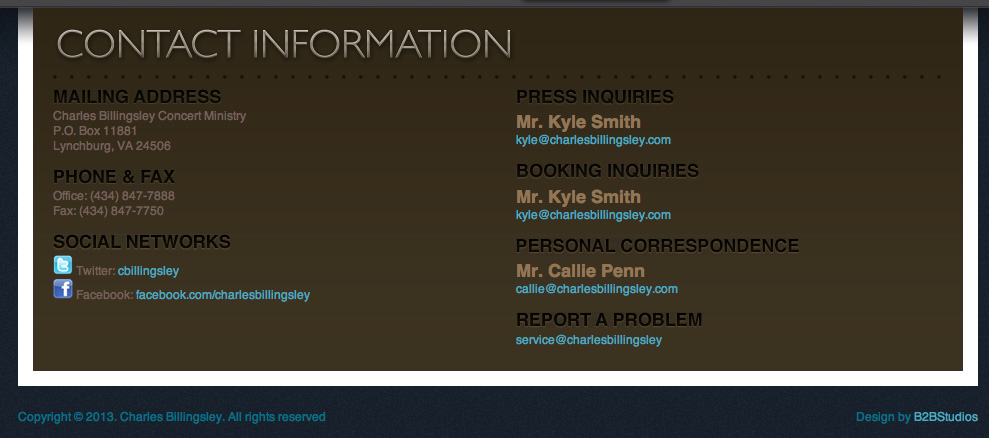 CONTACT INFORMATION
MAILING ADDRESS
Charles Billingsley Concert Ministry
P.O. Box 11881
Lynchburg, VA 24506
PHONE & FAX
Office: (434) 847-7888
Fax: (434) 847-7750
SOCIAL NETWORKS
Twitter: cbillingsley
Facebook: facebook.com/charlesbillingsley
PRESS INQUIRIES
Mr. Kyle Smith
kyle@charlesbillingsley.com
BOOKING INQUIRIES
Mr. Kyle Smith
kyle@charlesbillingsley.com
PERSONAL CORRESPONDENCE
Mr. Callie Penn
callie@charlesbillingsley.com
REPORT A PROBLEM
service@charlesbillingsley
Copyright © 2013. Charles Billingsley. All rights reserved
Design by B2BStudios